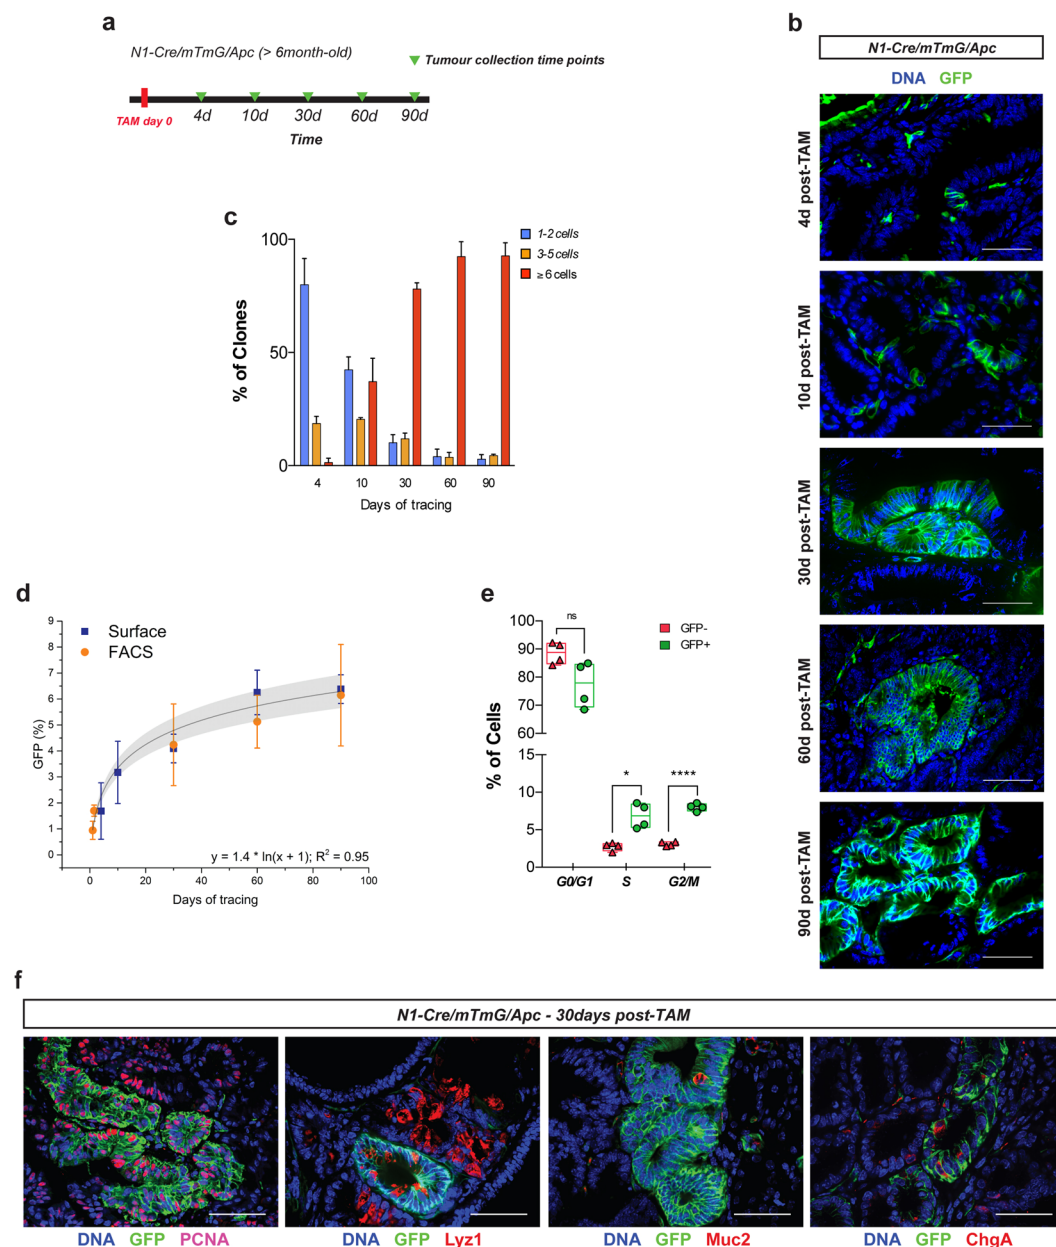 a
N1-Cre/mTmG/Apc (> 6month-old)
Tumour collection time points
TAM day 0
4d
10d
30d
60d
90d
Time
b
N1-Cre/mTmG/Apc
DNA GFP
4d post-TAM
10d post-TAM
30d post-TAM
60d post-TAM
90d post-TAM
c
% of Clones
100
50
0
4
10
30
60
90
Days of tracing
1-2 cells
3-5 cells
≥ 6 cells
d
GFP (%)
9
8
7
6
5
4
3
2
1
0
Surface
FACS
y = 1.4 * ln(x + 1); R² = 0.95
0
20
40
60
80
100
Days of tracing
e
% of Cells
100
90
80
70
60
15
10
5
0
ns
*
****
GFP-
GFP+
G0/G1
S
G2/M
f
N1-Cre/mTmG/Apc - 30days post-TAM
DNA GFP PCNA
DNA GFP Lyz1
DNA GFP Muc2
DNA GFP ChgA